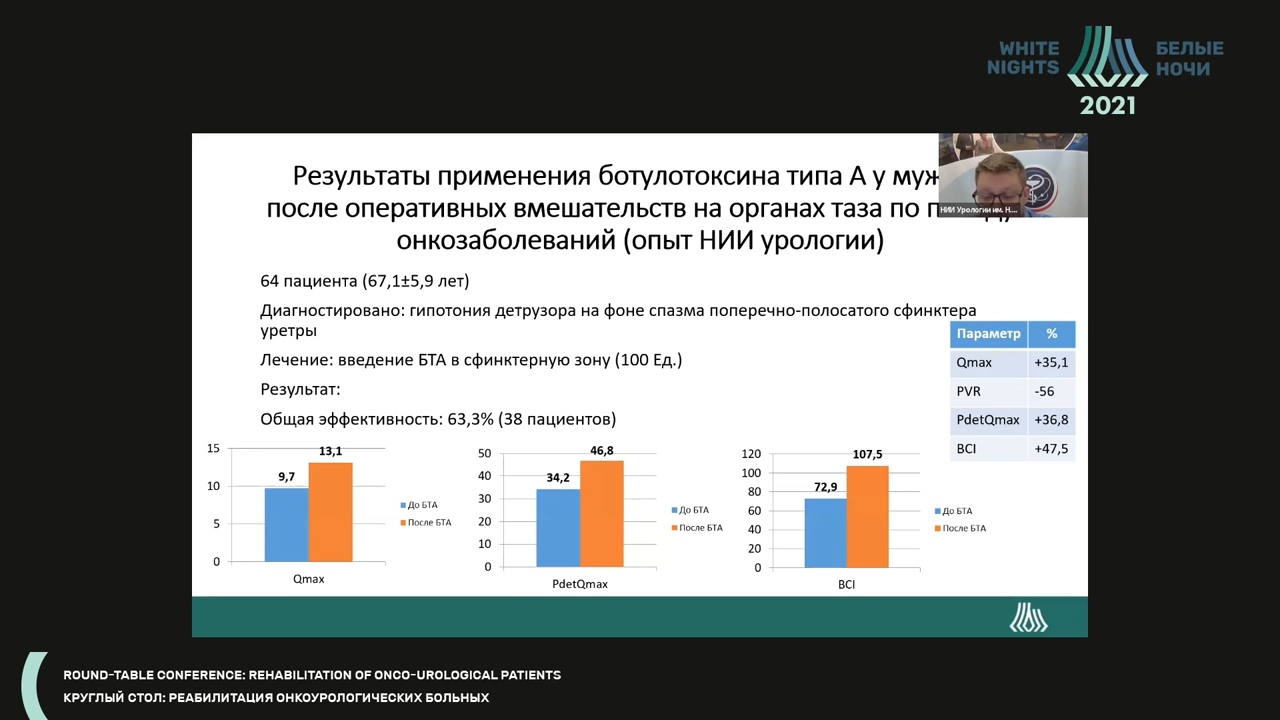 WHITE
NIGHTS
БЕЛЫЕ
НОЧИ
2021
Результаты применения ботулотоксина типа А у
после оперативных вмешательств на органах таза по
онкозаболеваний (опыт НИИ урологии)
НИИ Урологии им. Н....
64 пациента (67,1±5,9 лет)
Диагностировано: гипотония детрузора на фоне спазма поперечно-полосатого сфинктера
уретры
Лечение: введение БТА в сфинктерную зону (100 Ед.)
Результат:
Общая эффективность: 63,3% (38 пациентов)
Параметр %
Qmax +35,1
PVR -56
PdetQmax +36,8
BCI +47,5
15
10
5
0
9,7
13,1
До БТА
После БТА
Qmax
50
40
30
20
10
0
34,2
46,8
До БТА
После БТА
PdetQmax
120
100
80
60
40
20
0
72,9
107,5
До БТА
После БТА
BCI
ROUND-TABLE CONFERENCE: REHABILITATION OF ONCO-UROLOGICAL PATIENTS
КРУГЛЫЙ СТОЛ: РЕАБИЛИТАЦИЯ ОНКОУРОЛОГИЧЕСКИХ БОЛЬНЫХ